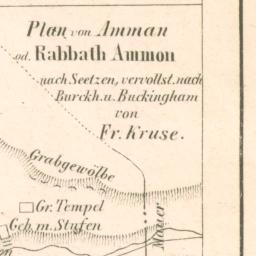 Plan von Amman
od. Rabbath Ammon
nach Seetzen, vervollst. nach
Burckh. u. Buckingham
von
Fr. Kruse.
Grabgewölbe
Gr. Tempel
Geb. m. Stufen
Mauer